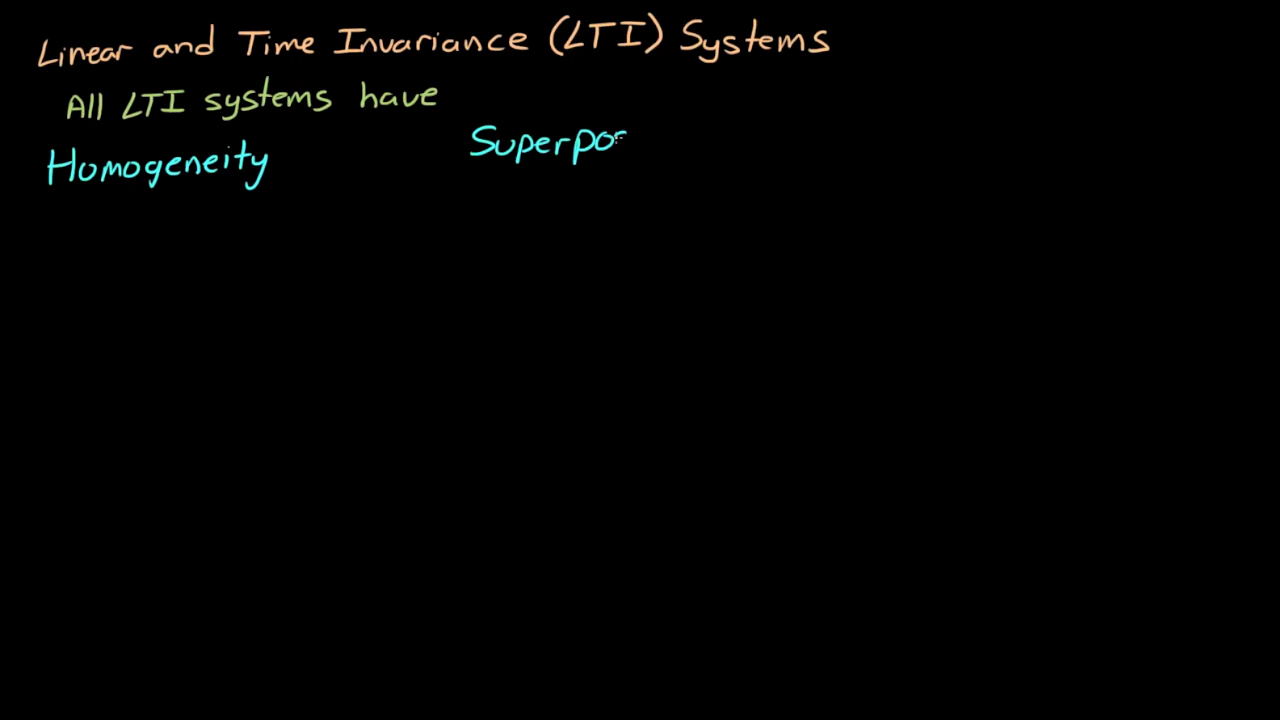 Linear and Time Invariance (LTI) Systems
All LTI systems have
Homogeneity Superpo